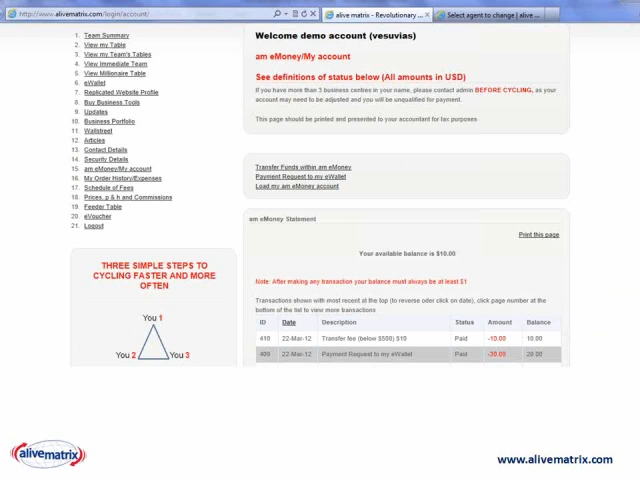 http://www.alivematrix.com/login/account/
alive matrix - Revolutionary ...
Select agent to change | alive ...
1. Team Summary
2. View my Table
3. View my Team's Tables
4. View Immediate Team
5. View Millionaire Table
6. eWallet
7. Replicated Website Profile
8. Buy Business Tools
9. Updates
10. Business Portfolio
11. Wallstreet
12. Articles
13. Contact Details
14. Security Details
15. am eMoney/My account
16. My Order History/Expenses
17. Schedule of Fees
18. Prices, p & h and Commissions
19. Feeder Table
20. eVoucher
21. Logout
THREE SIMPLE STEPS TO
CYCLING FASTER AND MORE
OFTEN
You 1
You 2
You 3
Welcome demo account (vesuvias)
am eMoney/My account
See definitions of status below (All amounts in USD)
If you have more than 3 business centres in your name, please contact admin BEFORE CYCLING, as your
account may need to be adjusted and you will be unqualified for payment.
This page should be printed and presented to your accountant for tax purposes
Transfer Funds within am eMoney
Payment Request to my eWallet
Load my am eMoney account
am eMoney Statement
Print this page
Your available balance is $10.00
Note: After making any transaction your balance must always be at least $1
Transactions shown with most recent at the top (to reverse oder click on date), click page number at the
bottom of the list to view more transactions
ID Date Description Status Amount Balance
410 22-Mar-12 Transfer fee (below $500) $10 Paid -10.00 10.00
409 22-Mar-12 Payment Request to my eWallet Paid -30.00 20.00
alivematrix
www.alivematrix.com